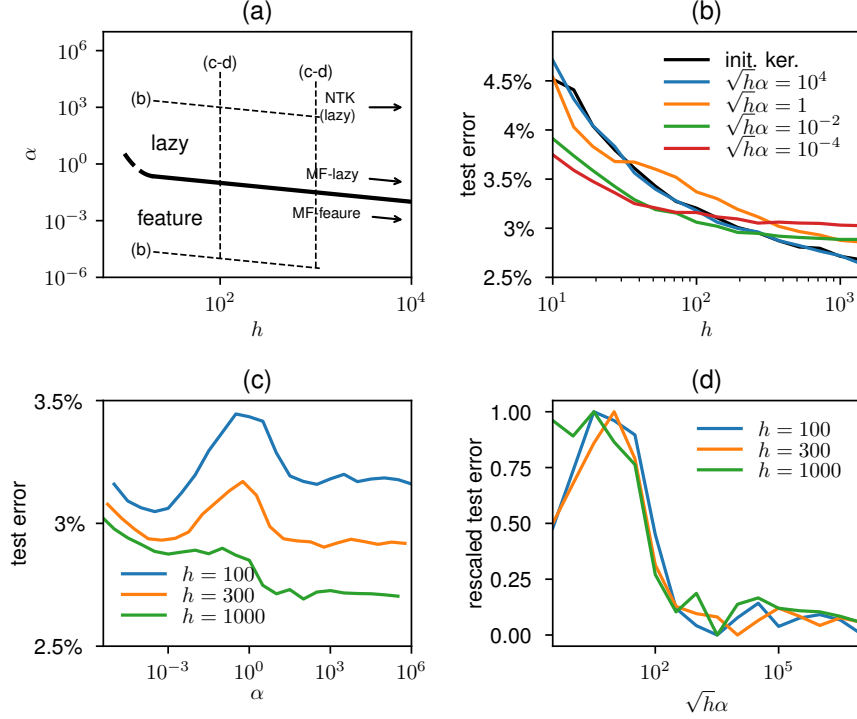 (a)
10^6
10^3
10^0
10^{-3}
10^{-6}
α
(c-d)
(c-d)
(b)
NTK
(lazy)
lazy
MF-lazy
MF-feaure
feature
(b)
10^2
10^4
h
(b)
4.5%
4%
3.5%
3%
2.5%
test error
init. ker.
√hα = 10^4
√hα = 1
√hα = 10^{-2}
√hα = 10^{-4}
10^1
10^2
10^3
h
(c)
3.5%
3%
2.5%
test error
h = 100
h = 300
h = 1000
10^{-3}
10^0
10^3
10^6
α
(d)
1.00
0.75
0.50
0.25
0.00
rescaled test error
h = 100
h = 300
h = 1000
10^2
10^5
√hα